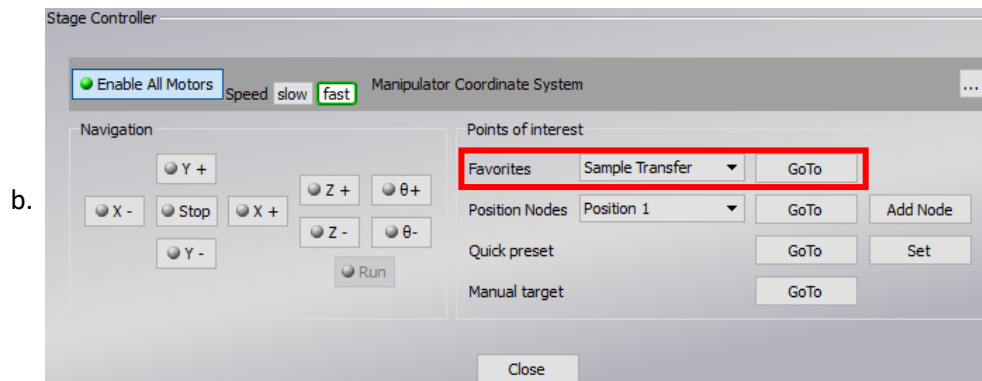 Stage Controller
Enable All Motors Speed slow fast Manipulator Coordinate System ...
Navigation
Y +
X - Stop X +
Y -
Z + θ+
Z - θ-
Run
Points of interest
Favorites Sample Transfer GoTo
Position Nodes Position 1 GoTo Add Node
Quick preset GoTo Set
Manual target GoTo
b.
Close